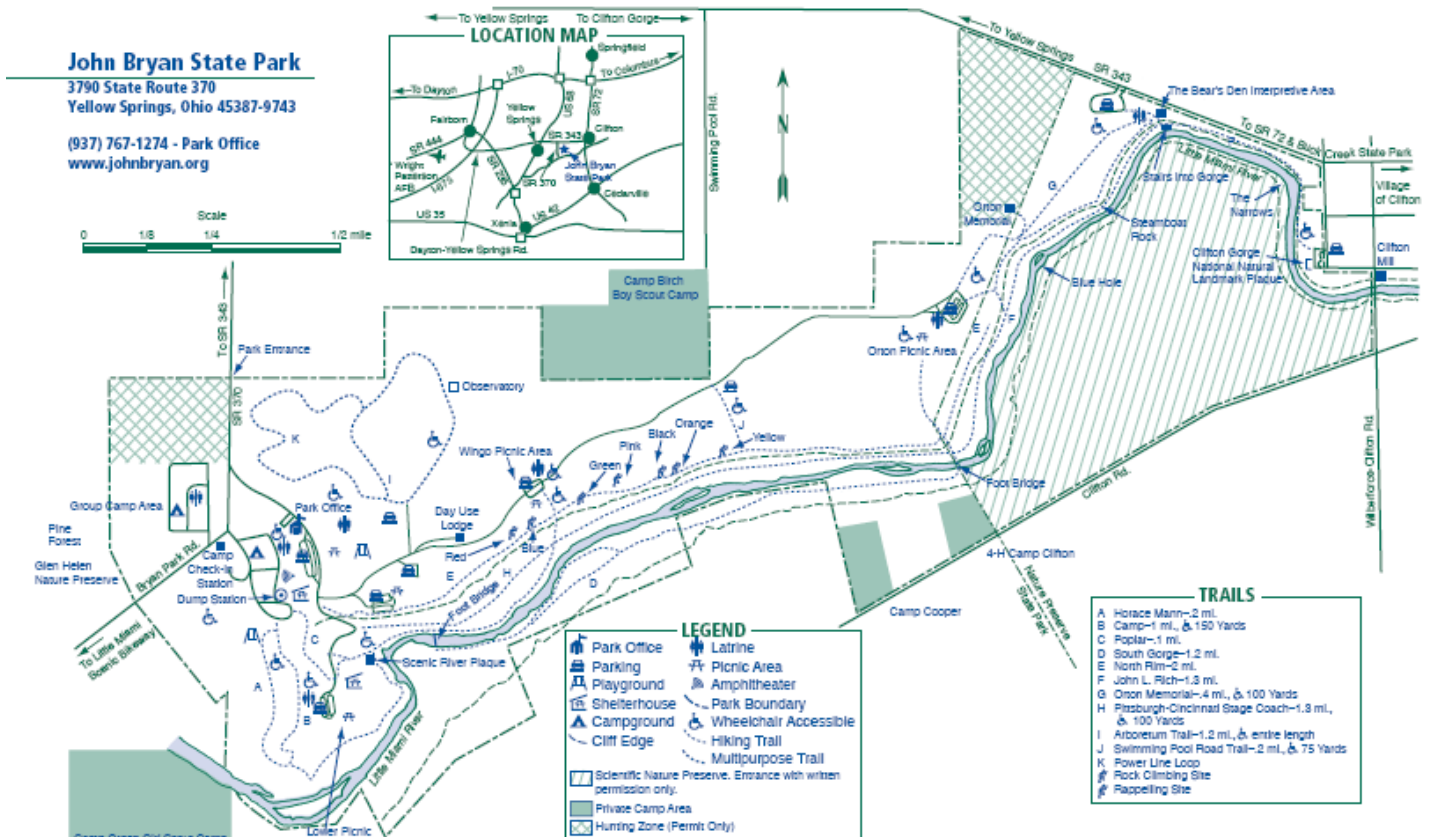 John Bryan State Park
3790 State Route 370
Yellow Springs, Ohio 45387-9743
(937) 767-1274 - Park Office
www.johnbryan.org
Scale
0 1/8 1/4 1/2 mile
To Yellow Springs
To Clifton Gorge
LOCATION MAP
Springfield
I-70
To Columbus
To Dayton
US 68
SR 72
Fairborn
Yellow
Springs
SR 343
Clifton
SR 444
Wright
Patterson
AFB
I-675
SR 370
John Bryan
State Park
Cedarville
US 35
Xenia
US 42
Dayton-Yellow Springs Rd.
Swimming Pool Rd.
N
To Yellow Springs
SR 343
The Bear's Den Interpretive Area
To SR 72 & Buck Creek State Park
Little Miami River
Stairs Into Gorge
Village
of Clifton
The
Narrows
G
Orton
Memorial
Steamboat
Rock
Clifton Gorge
National Natural
Landmark Plaque
Clifton
Mill
Blue Hole
Camp Birch
Boy Scout Camp
To SR 343
Park Entrance
F
E
Orton Picnic Area
SR 370
Observatory
K
J
Orange
Black
Yellow
Pink
Wingo Picnic Area
Green
I
Foot Bridge
Clifton Rd.
Wilberforce-Clifton Rd.
Group Camp Area
Park Office
Day Use
Lodge
Pine
Forest
Red
Blue
Bryan Park Rd.
Camp
Check-In
Station
Glen Helen
Nature Preserve
4-H Camp Clifton
E
H
D
Dump Station
Foot Bridge
Nature Preserve
State Park
Camp Cooper
To Little Miami
Scenic Bikeway
C
Scenic River Plaque
A
B
Little Miami River
Lower Picnic
LEGEND
Park Office
Latrine
Parking
Picnic Area
Playground
Amphitheater
Shelterhouse
Park Boundary
Campground
Wheelchair Accessible
Cliff Edge
Hiking Trail
Multipurpose Trail
Scientific Nature Preserve. Entrance with written
permission only.
Private Camp Area
Hunting Zone (Permit Only)
TRAILS
A Horace Mann–.2 mi.
B Camp–1 mi., 150 Yards
C Poplar–.1 mi.
D South Gorge–1.2 mi.
E North Rim–2 mi.
F John L. Rich–1.3 mi.
G Orton Memorial–.4 mi., 100 Yards
H Pittsburgh-Cincinnati Stage Coach–1.3 mi.,
100 Yards
I Arboretum Trail–1.2 mi., entire length
J Swimming Pool Road Trail–.2 mi., 75 Yards
K Power Line Loop
Rock Climbing Site
Rappelling Site